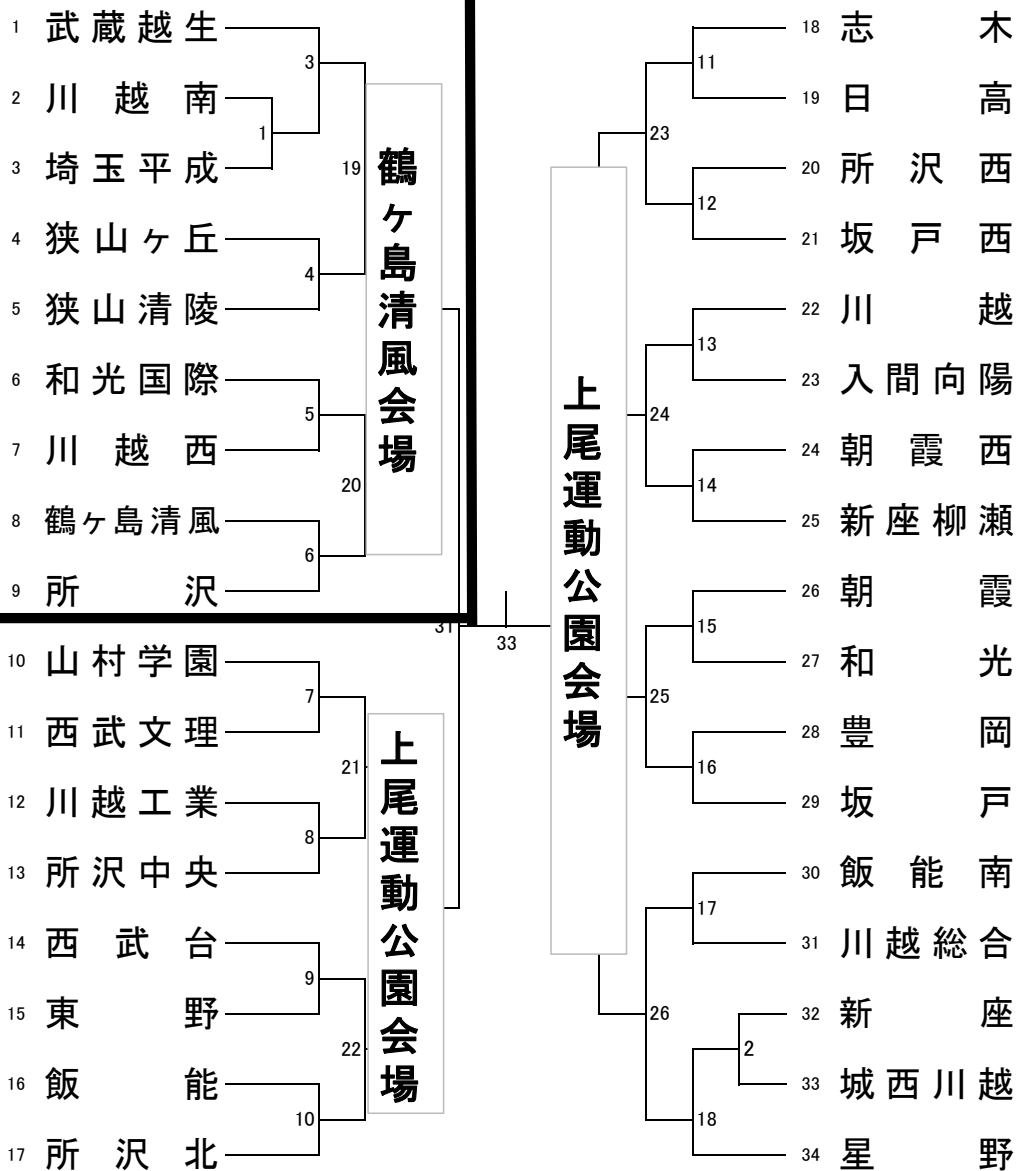 1 武蔵越生
2 川越南
3 埼玉平成
4 狭山ヶ丘
5 狭山清陵
6 和光国際
7 川越西
8 鶴ヶ島清風
9 所沢
10 山村学園
11 西武文理
12 川越工業
13 所沢中央
14 西武台
15 東野
16 飯能
17 所沢北
3
1
19
4
5
20
6
7
21
8
9
22
10
鶴ヶ島清風会場
上尾運動公園会場
31
33
上尾運動公園会場
11
23
12
13
24
14
15
25
16
17
26
2
18
18 志木
19 日高
20 所沢西
21 坂戸西
22 川越
23 入間向陽
24 朝霞西
25 新座柳瀬
26 朝霞
27 和光
28 豊岡
29 坂戸
30 飯能南
31 川越総合
32 新座
33 城西川越
34 星野